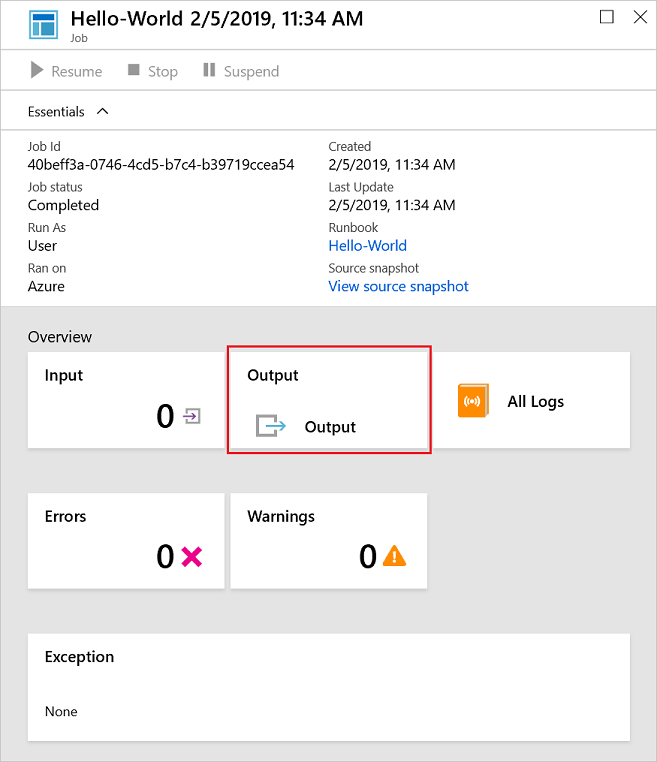 Hello-World 2/5/2019, 11:34 AM
Job
Resume Stop Suspend
Essentials
Job Id
40beff3a-0746-4cd5-b7c4-b39719ccea54
Created
2/5/2019, 11:34 AM
Job status
Completed
Last Update
2/5/2019, 11:34 AM
Run As
User
Runbook
Hello-World
Ran on
Azure
Source snapshot
View source snapshot
Overview
Input
0
Output
Output
All Logs
Errors
0
Warnings
0
Exception
None